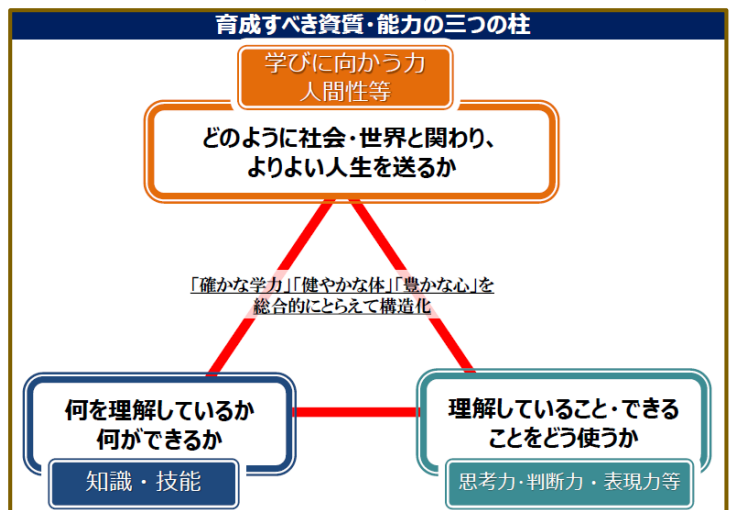 育成すべき資質・能力の三つの柱
学びに向かう力
人間性等
どのように社会・世界と関わり、
よりよい人生を送るか
「確かな学力」「健やかな体」「豊かな心」を
総合的にとらえて構造化
何を理解しているか
何ができるか
知識・技能
理解していること・できる
ことをどう使うか
思考力・判断力・表現力等